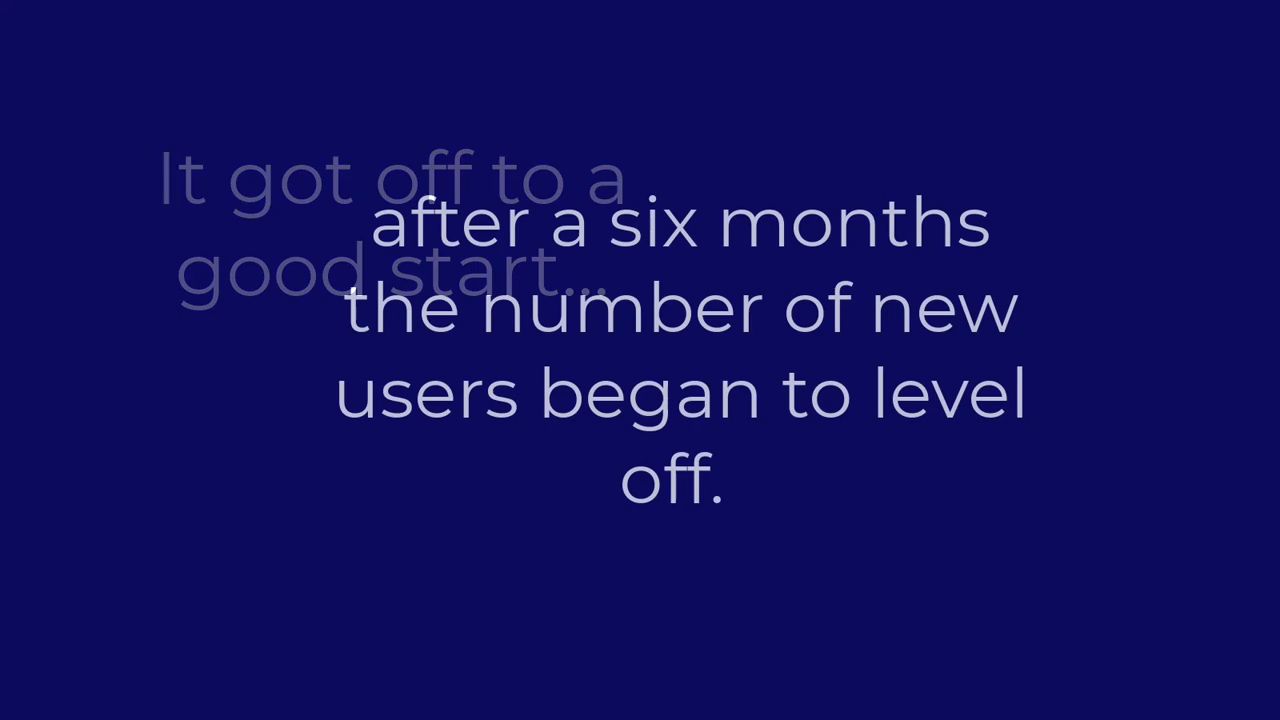 It got off to a
good start...
after a six months
the number of new
users began to level
off.